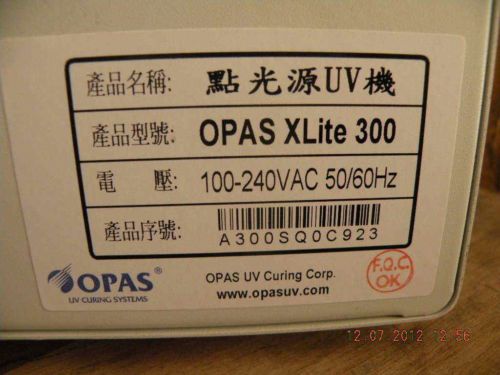 產品名稱: 點光源UV機
產品型號: OPAS XLite 300
電 壓: 100-240VAC 50/60Hz
產品序號: A300SQ0C923
OPAS®
UV CURING SYSTEMS
OPAS UV Curing Corp.
www.opasuv.com
F.Q.C.
OK
12.07.2012 12:56